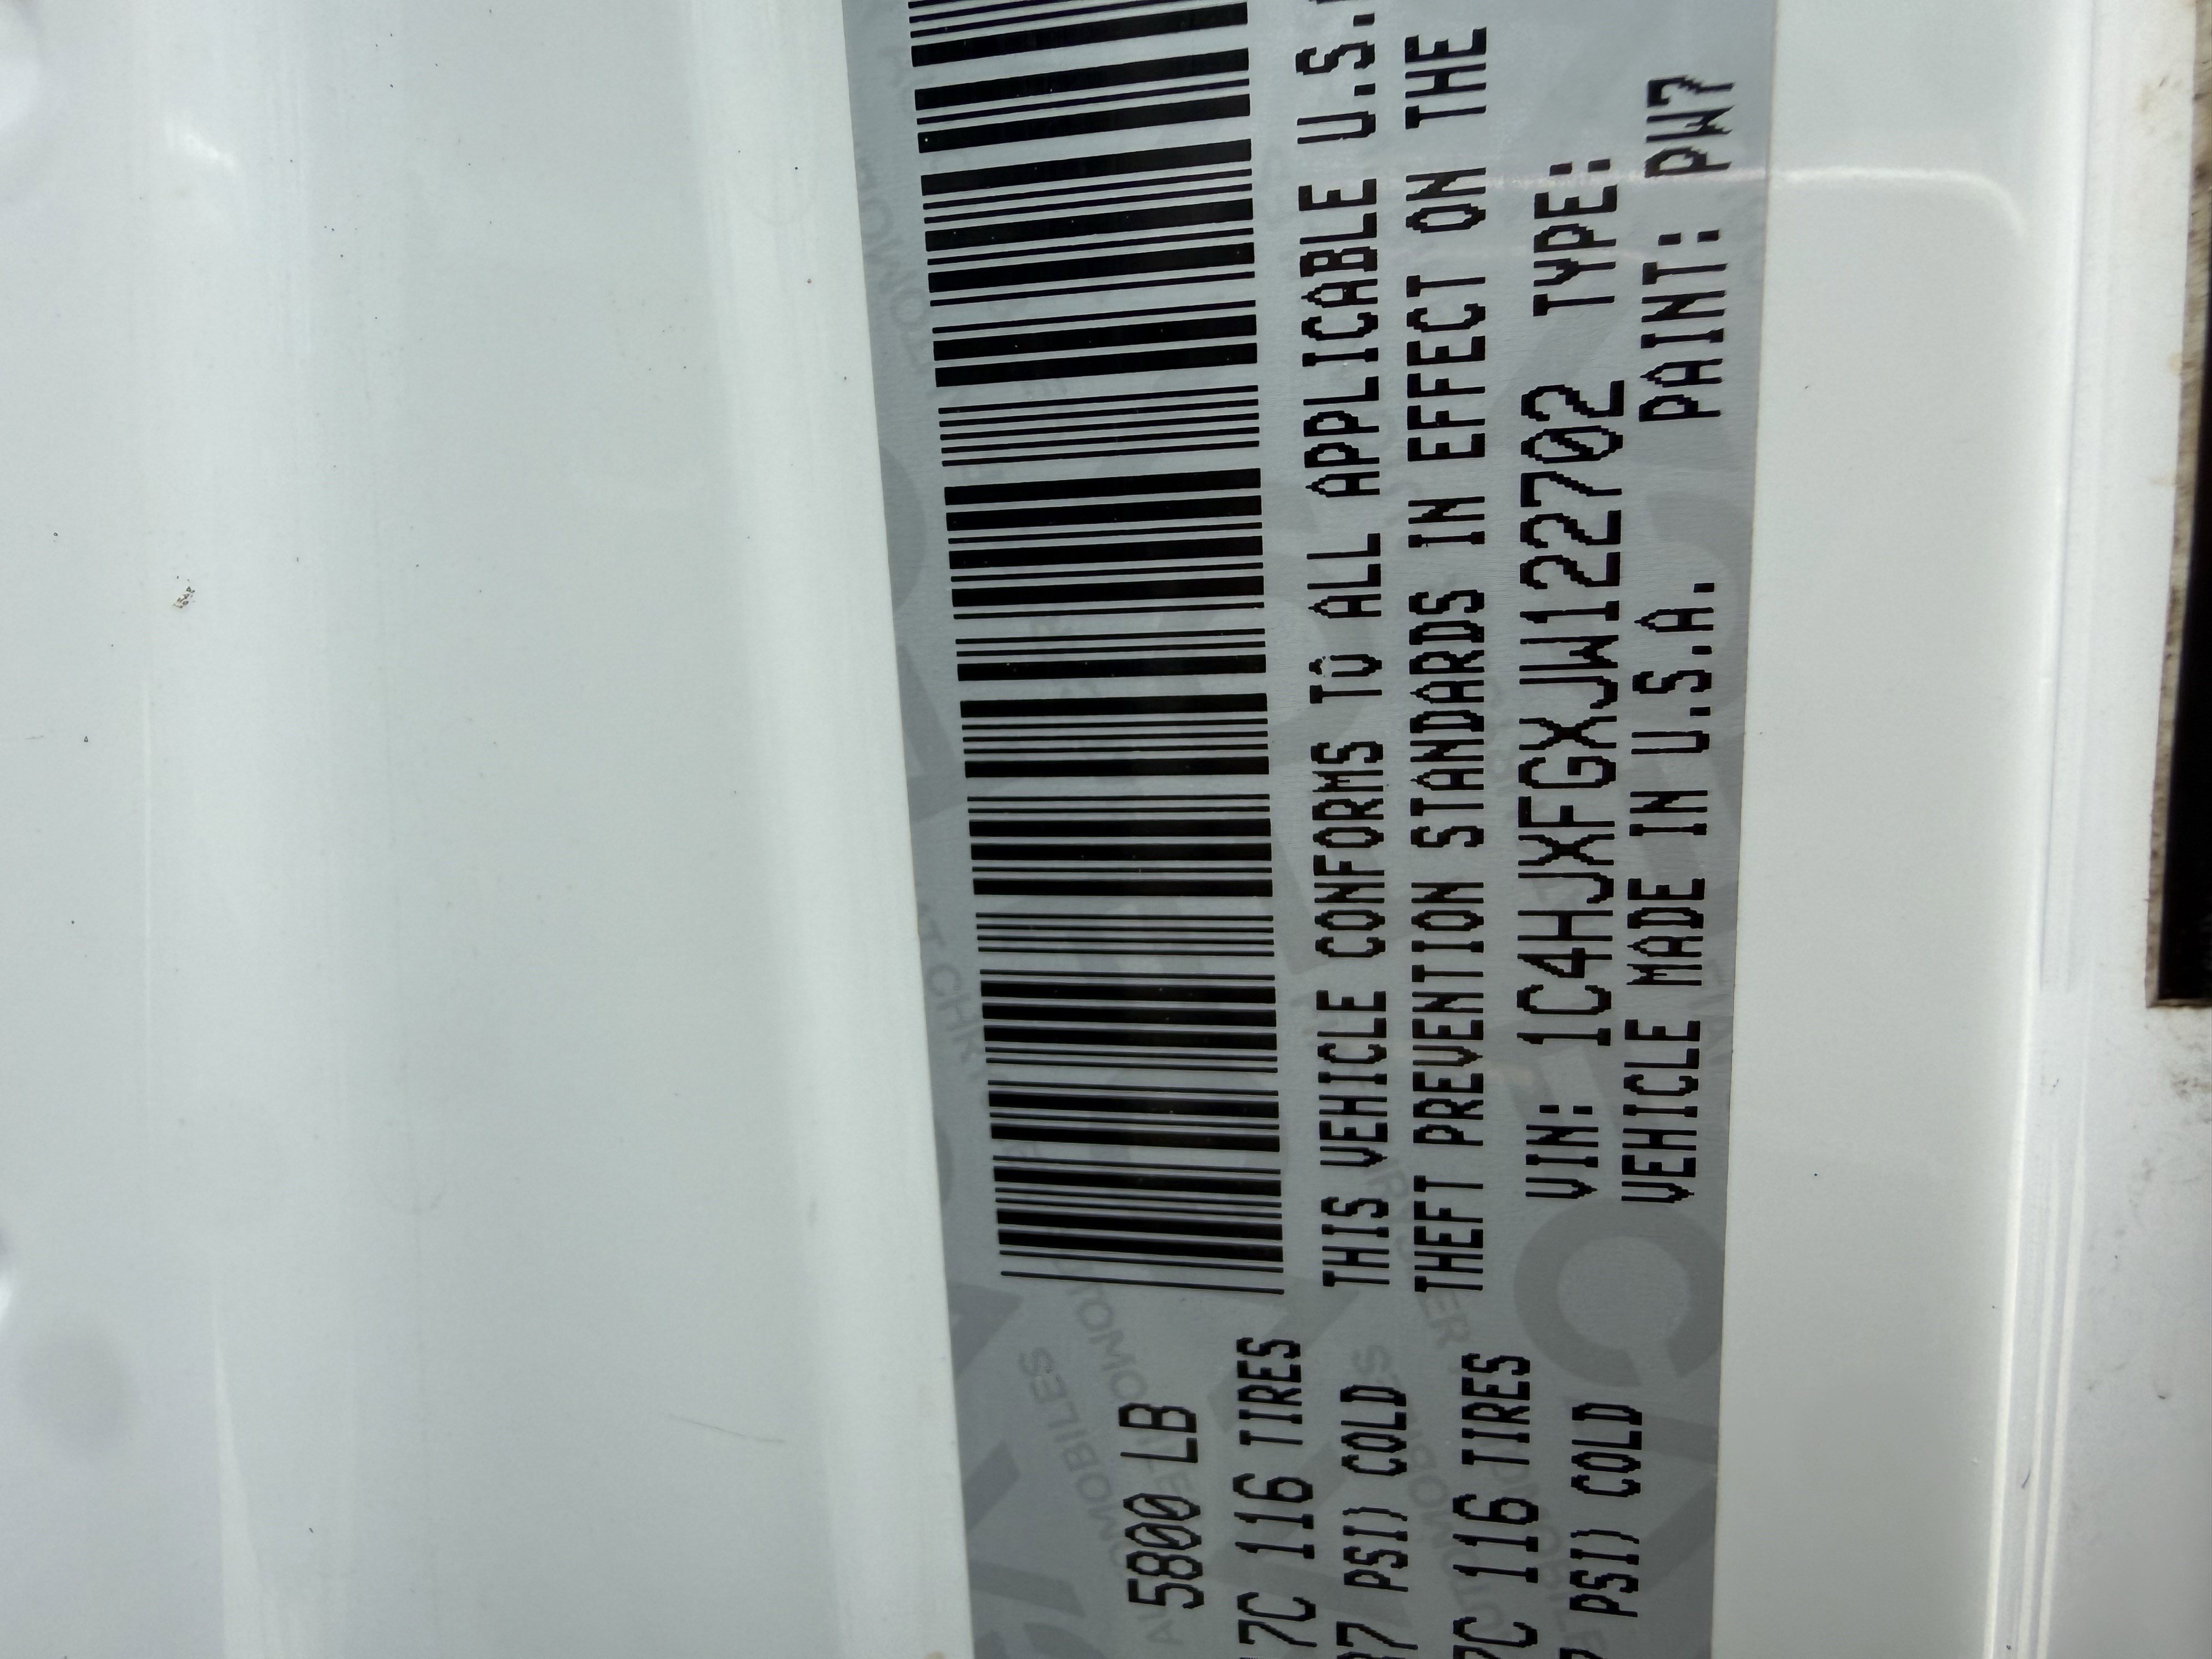 5800 LB
7C 116 TIRES
PSI) COLD
7C 116 TIRES
PSI) COLD
THIS VEHICLE CONFORMS TO ALL APPLICABLE U.S.
THEFT PREVENTION STANDARDS IN EFFECT ON THE
VIN: 1C4HJXFGXJW122702 TYPE:
VEHICLE MADE IN U.S.A. PAINT: PW7